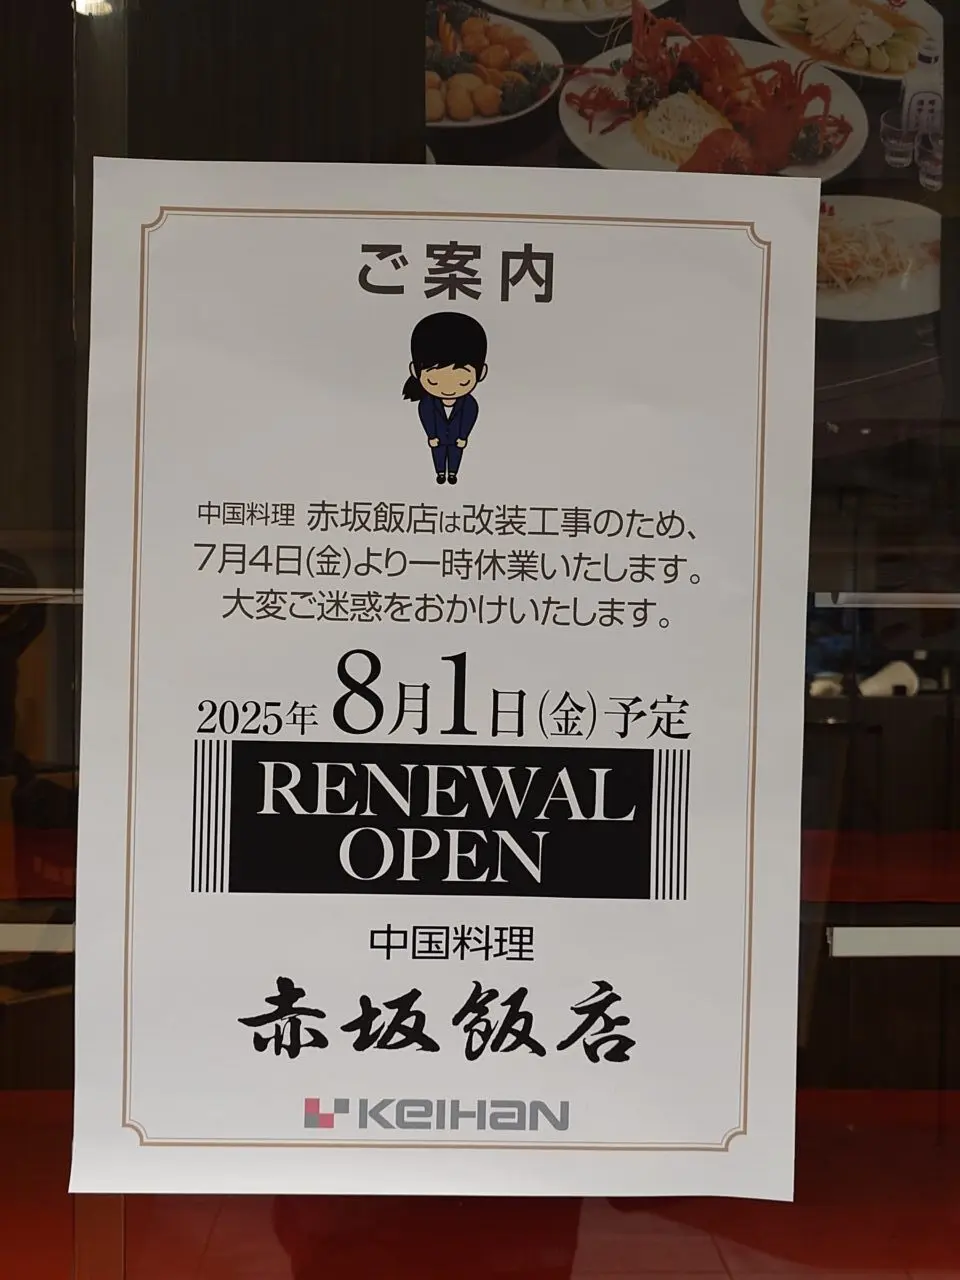 ご案内
中国料理 赤坂飯店は改装工事のため、
7月4日(金)より一時休業いたします。
大変ご迷惑をおかけいたします。
2025年 8月1日(金)予定
RENEWAL
OPEN
中国料理
赤坂飯店
KEIHAN